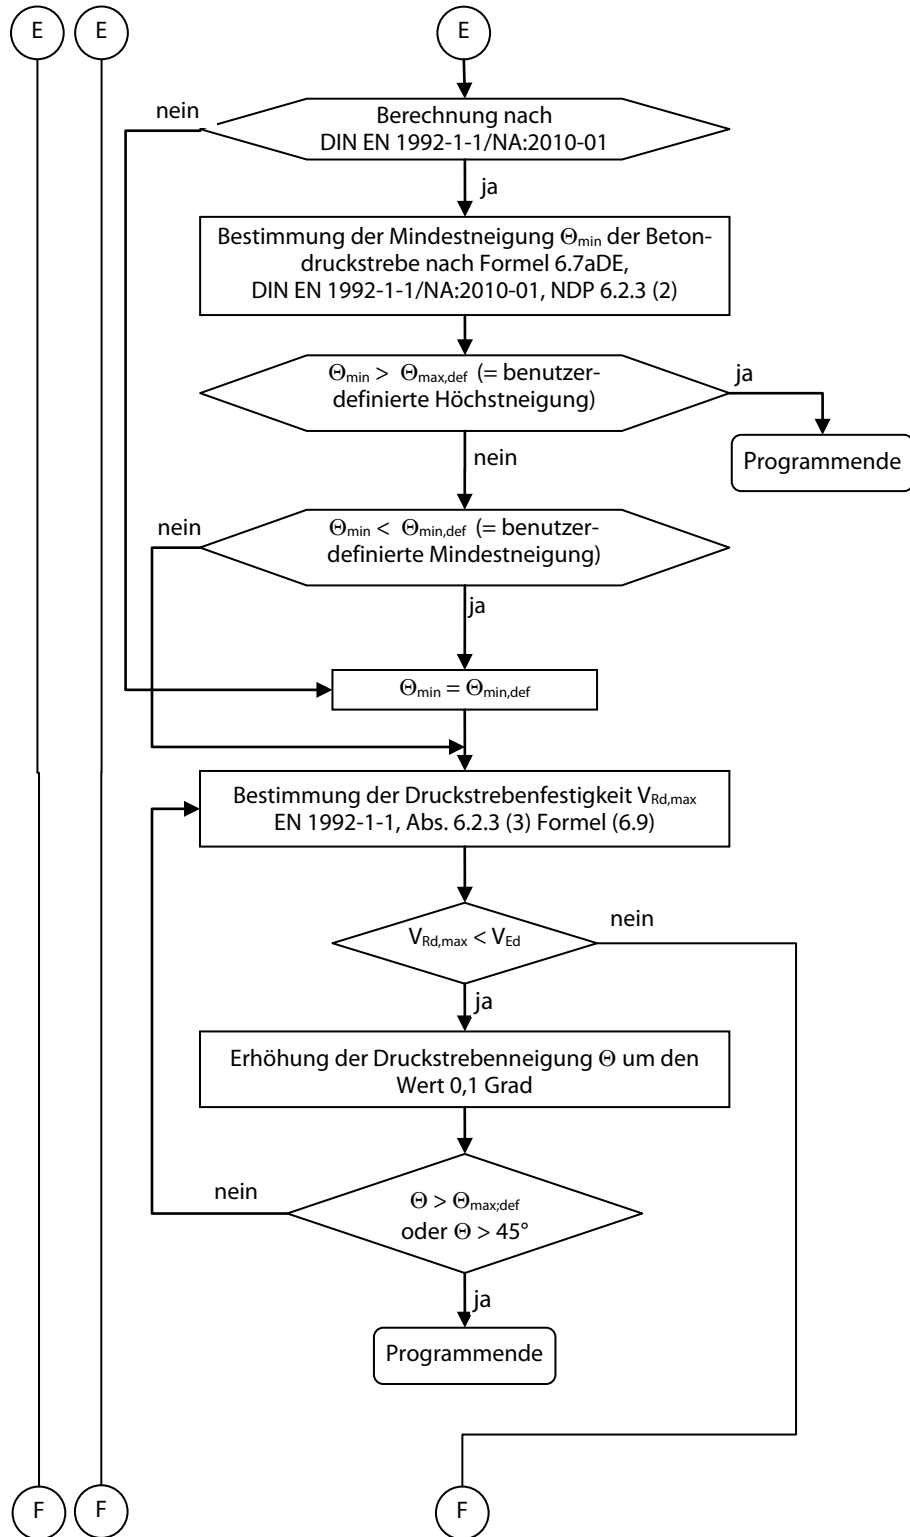 E E E
nein
Berechnung nach
DIN EN 1992-1-1/NA:2010-01
ja
Bestimmung der Mindestneigung Θmin der Beton-
druckstrebe nach Formel 6.7aDE,
DIN EN 1992-1-1/NA:2010-01, NDP 6.2.3 (2)
Θmin > Θmax,def (= benutzer-
definierte Höchstneigung)
ja
Programmende
nein
nein
Θmin < Θmin,def (= benutzer-
definierte Mindestneigung)
ja
Θmin = Θmin,def
Bestimmung der Druckstrebenfestigkeit VRd,max
EN 1992-1-1, Abs. 6.2.3 (3) Formel (6.9)
VRd,max < VEd
nein
ja
Erhöhung der Druckstrebenneigung Θ um den
Wert 0,1 Grad
nein
Θ > Θmax;def
oder Θ > 45°
ja
Programmende
F F F